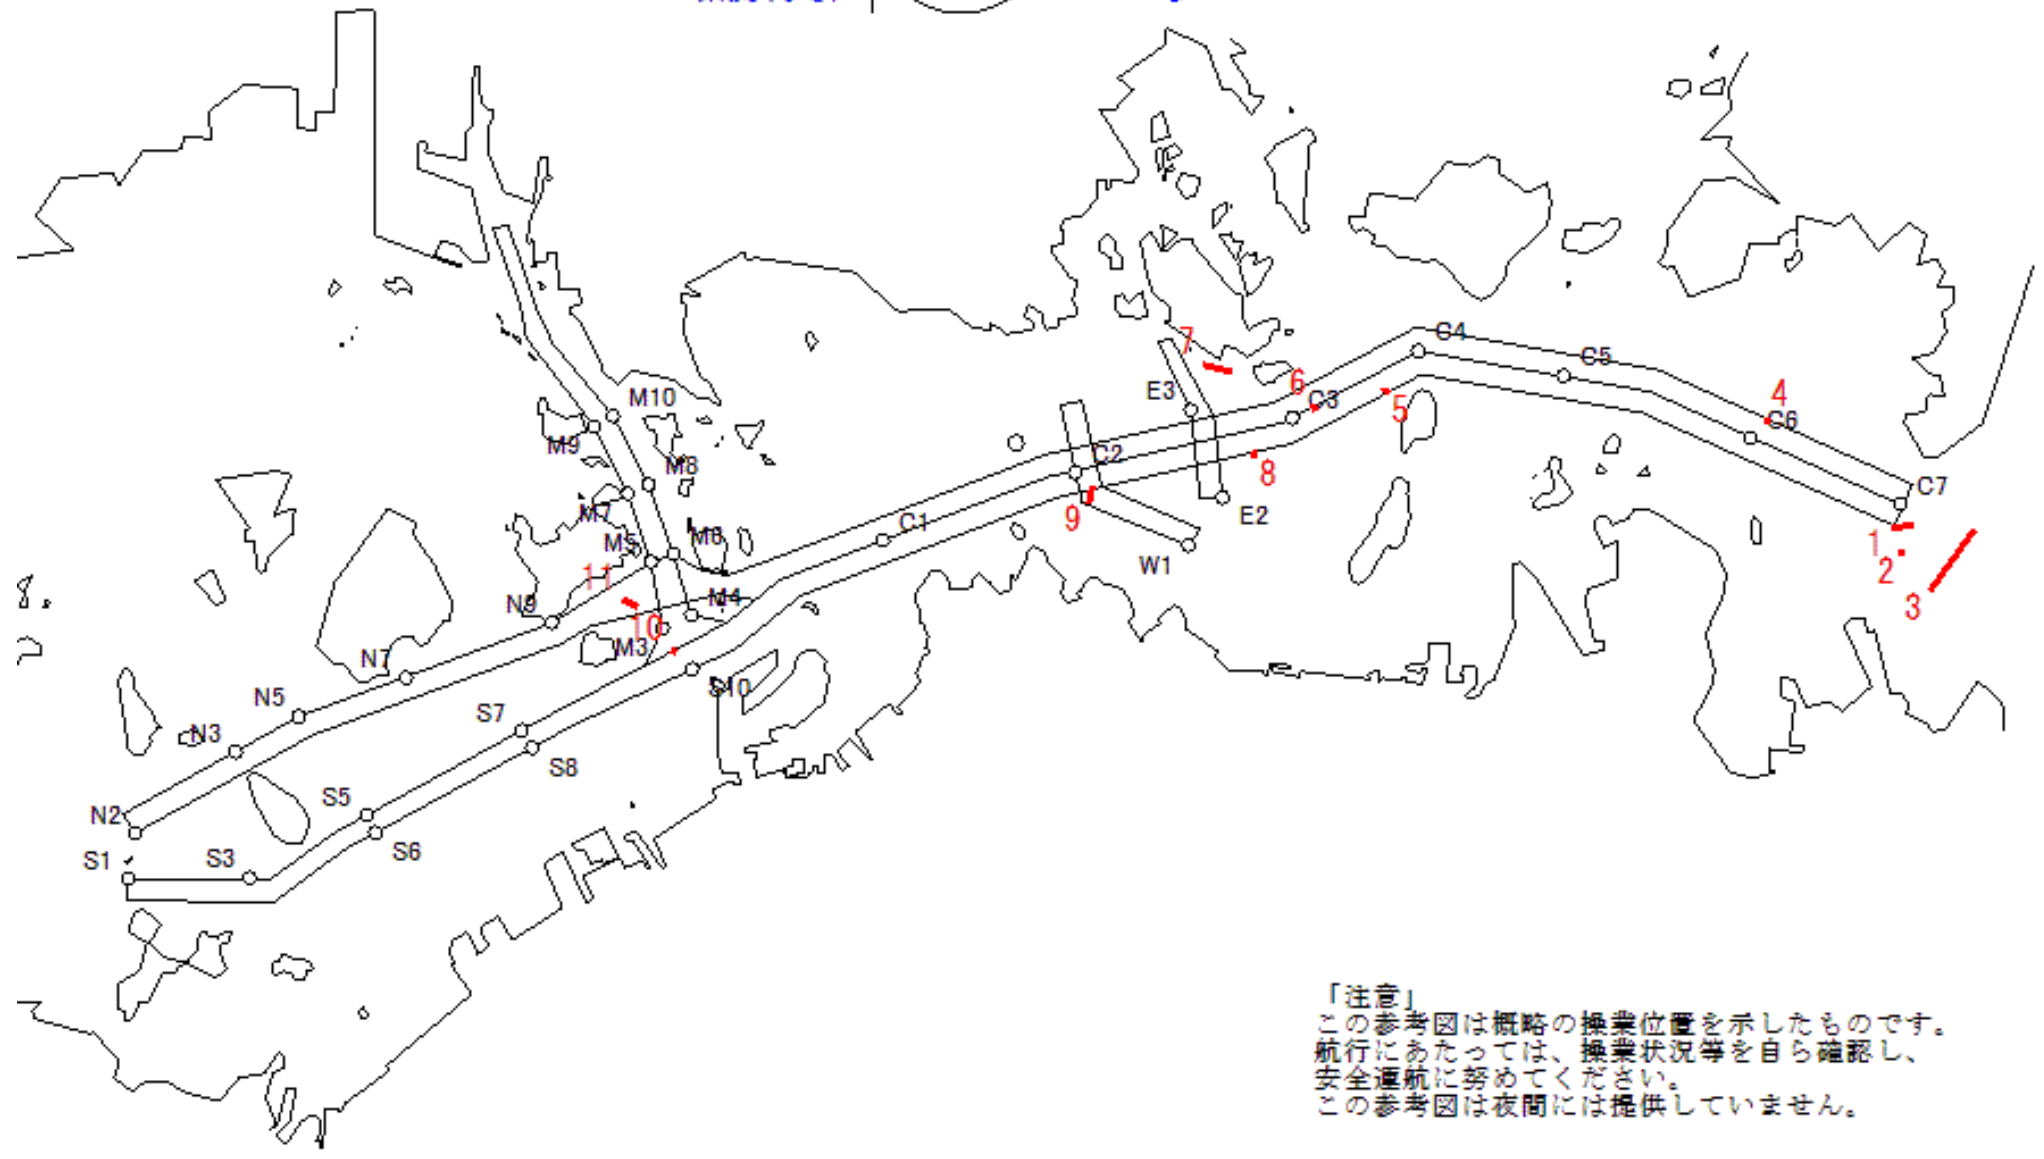 C4
C5
7
6
4
E3
M10
C3
5
C6
M9
C2
M8
8
C7
M7
9
E2
C1
M5
M6
1
W1
2
11
N9
M4
3
10
M3
N7
S10
N5
S7
N3
S8
S5
N2
S6
S1
S3
「注意」
この参考図は概略の操業位置を示したものです。
航行にあたっては、操業状況等を自ら確認し、
安全運航に努めてください。
この参考図は夜間には提供していません。